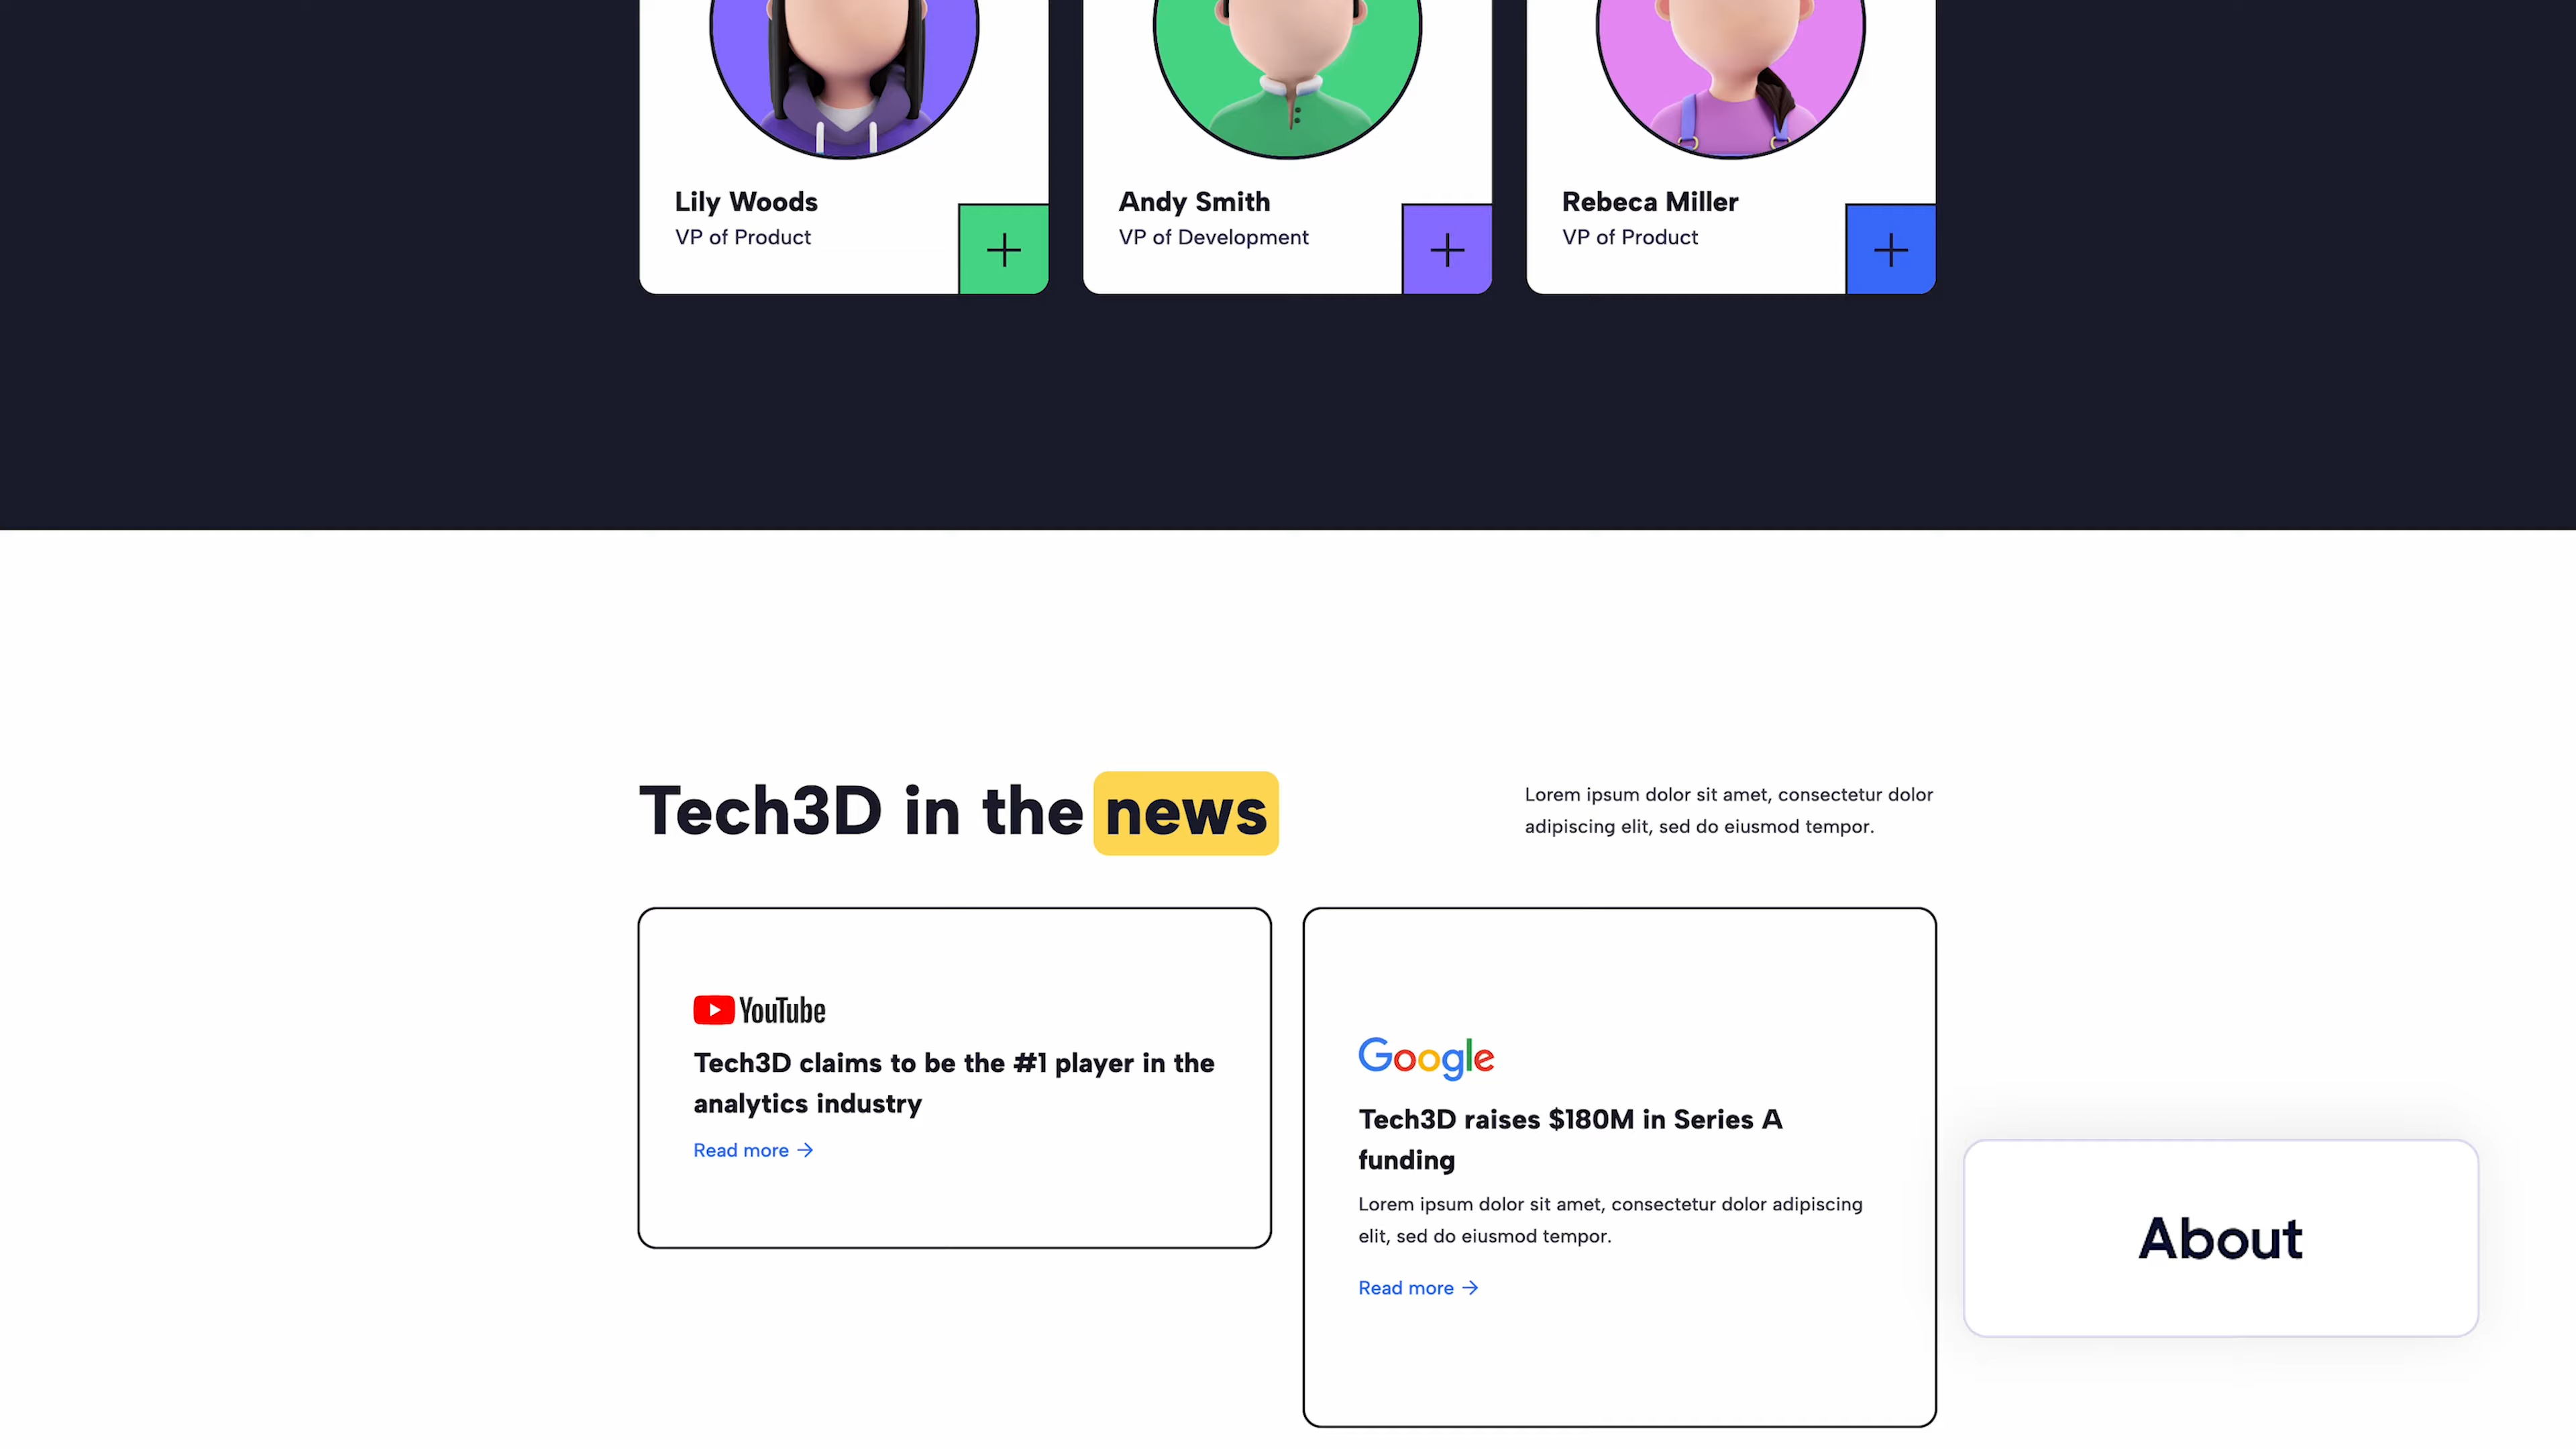 Lily Woods
VP of Product
Andy Smith
VP of Development
Rebeca Miller
VP of Product
Tech3D in the news
Lorem ipsum dolor sit amet, consectetur dolor
adipiscing elit, sed do eiusmod tempor.
YouTube
Tech3D claims to be the #1 player in the
analytics industry
Read more →
Google
Tech3D raises $180M in Series A
funding
Lorem ipsum dolor sit amet, consectetur dolor adipiscing
elit, sed do eiusmod tempor.
Read more →
About